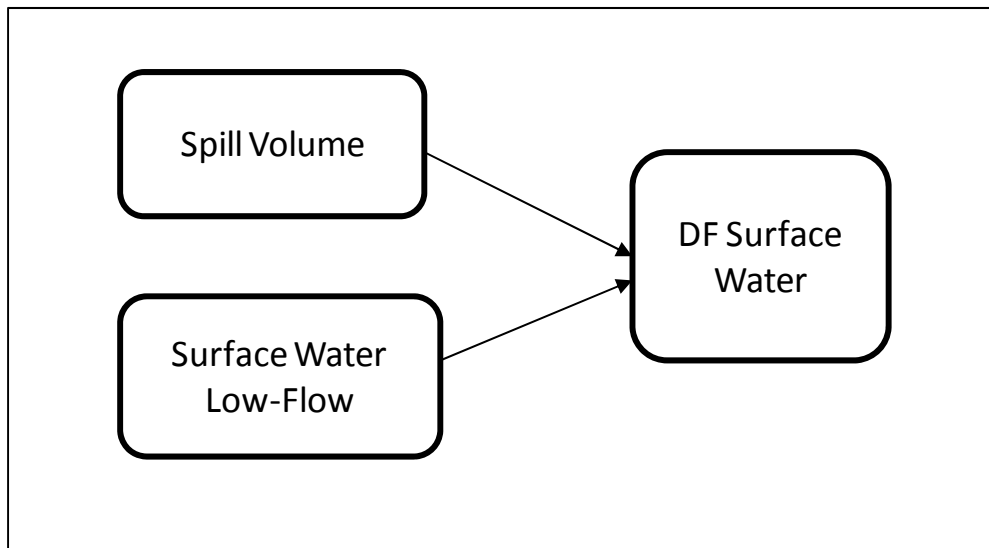 Spill Volume
Surface Water
Low-Flow
DF Surface
Water